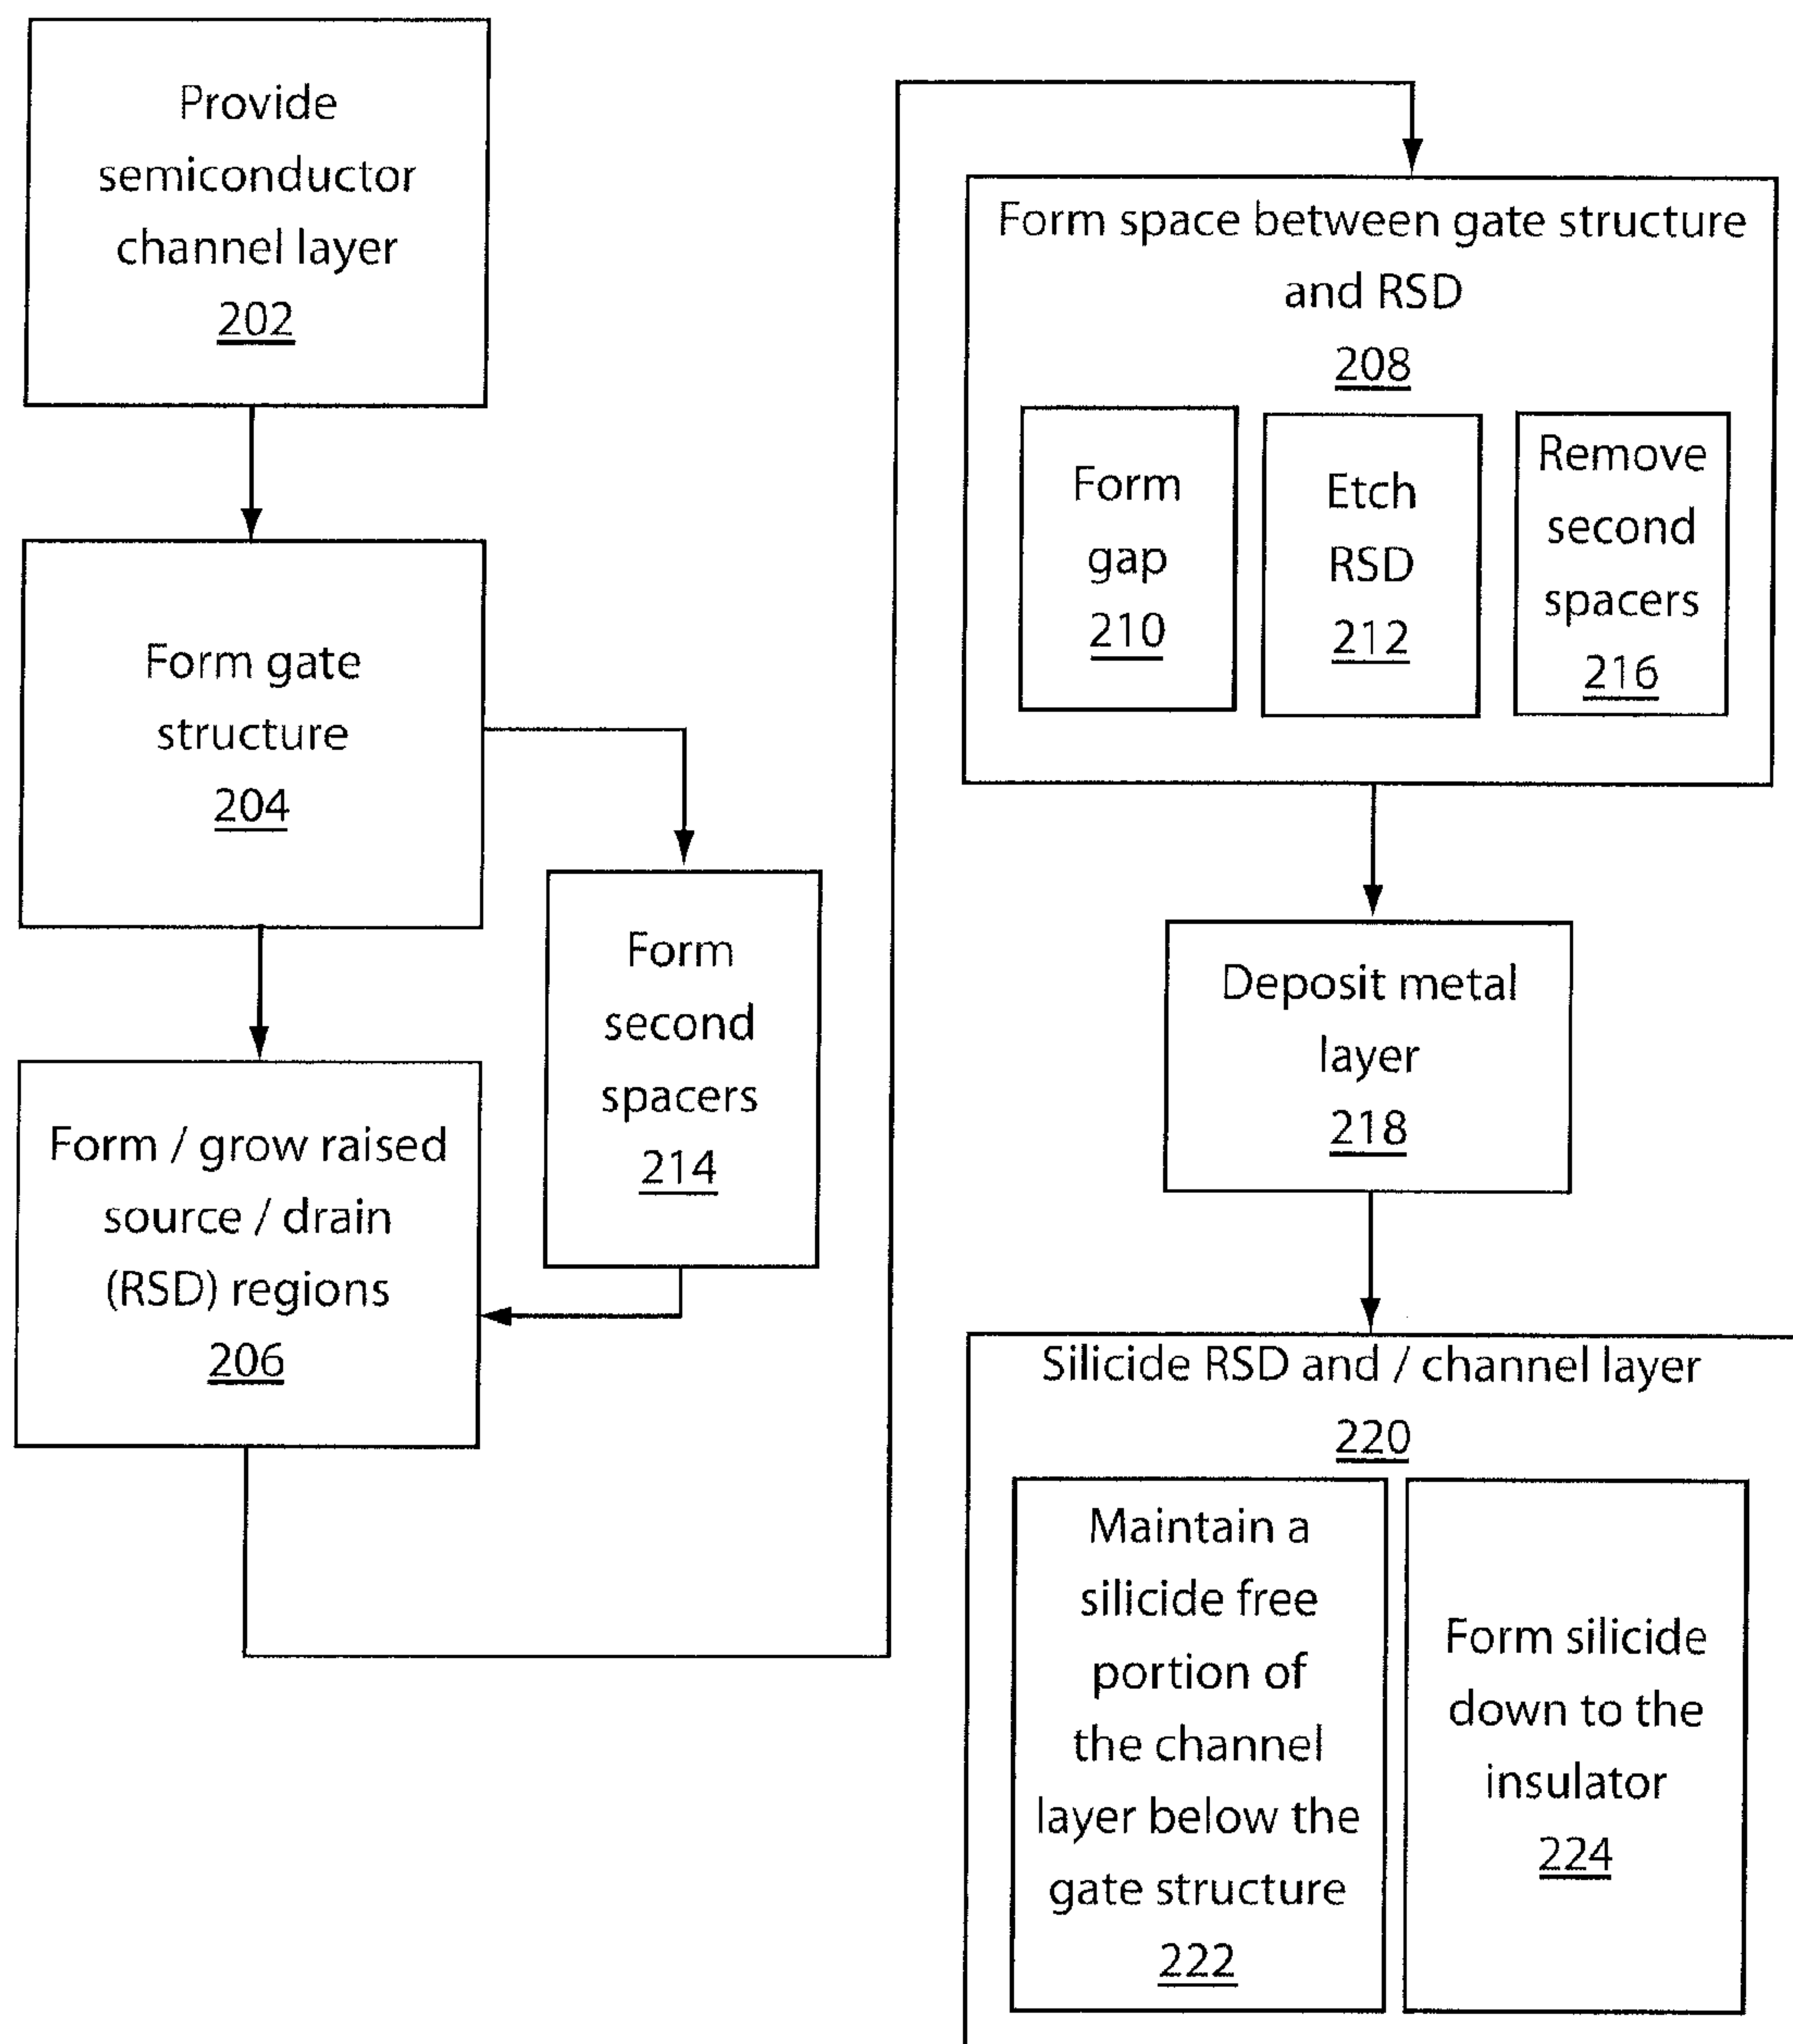 Provide
semiconductor
channel layer
202
Form gate
structure
204
Form
second
spacers
214
Form / grow raised
source / drain
(RSD) regions
206
Form space between gate structure
and RSD
208
Form
gap
210
Etch
RSD
212
Remove
second
spacers
216
Deposit metal
layer
218
Silicide RSD and / channel layer
220
Maintain a
silicide free
portion of
the channel
layer below the
gate structure
222
Form silicide
down to the
insulator
224